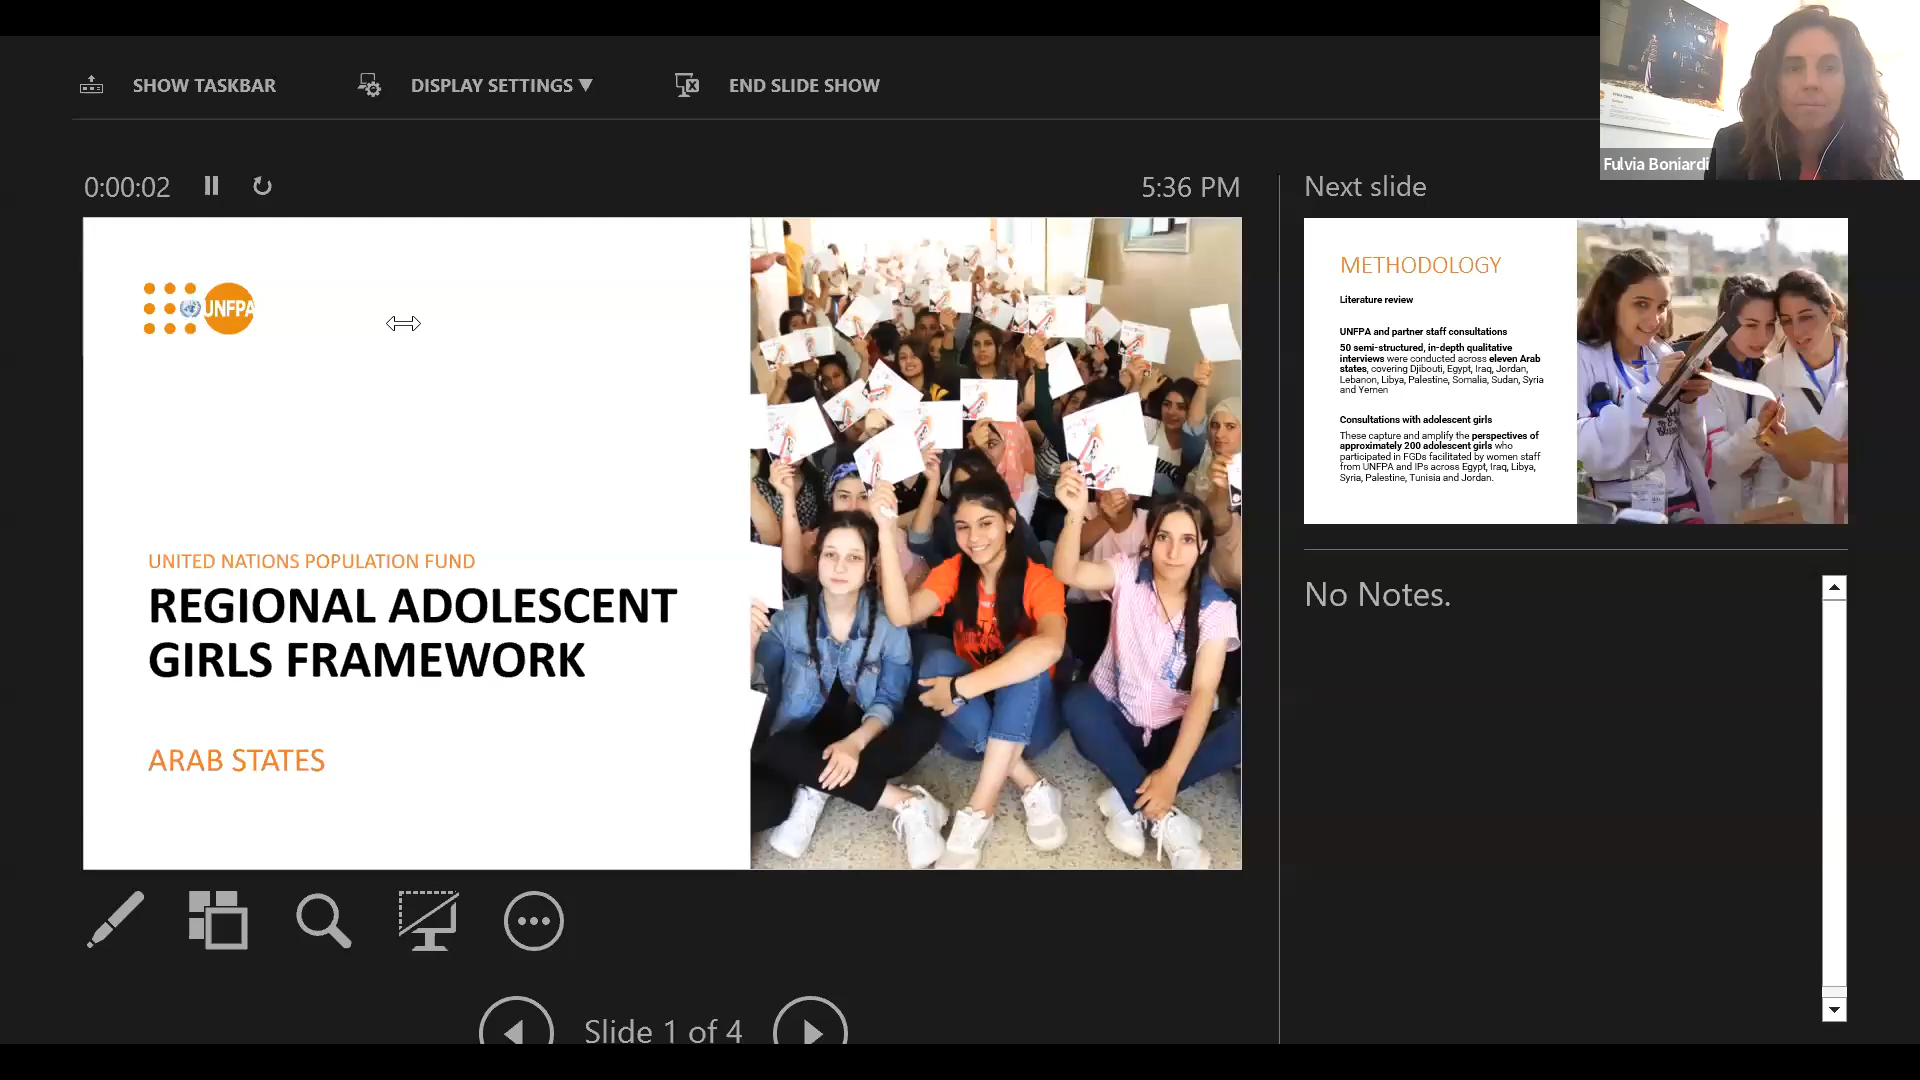 SHOW TASKBAR
DISPLAY SETTINGS ▼
END SLIDE SHOW
Fulvia Boniardi
0:00:02
5:36 PM
Next slide
UNFPA
UNITED NATIONS POPULATION FUND
REGIONAL ADOLESCENT
GIRLS FRAMEWORK
ARAB STATES
METHODOLOGY
Literature review
UNFPA and partner staff consultations
50 semi-structured, in-depth qualitative
interviews were conducted across eleven Arab
states, covering Djibouti, Egypt, Iraq, Jordan,
Lebanon, Libya, Palestine, Somalia, Sudan, Syria
and Yemen
Consultations with adolescent girls
These capture and amplify the perspectives of
approximately 200 adolescent girls who
participated in FGDs facilitated by women staff
from UNFPA and IPs across Egypt, Iraq, Libya,
Syria, Palestine, Tunisia and Jordan.
No Notes.
Slide 1 of 4